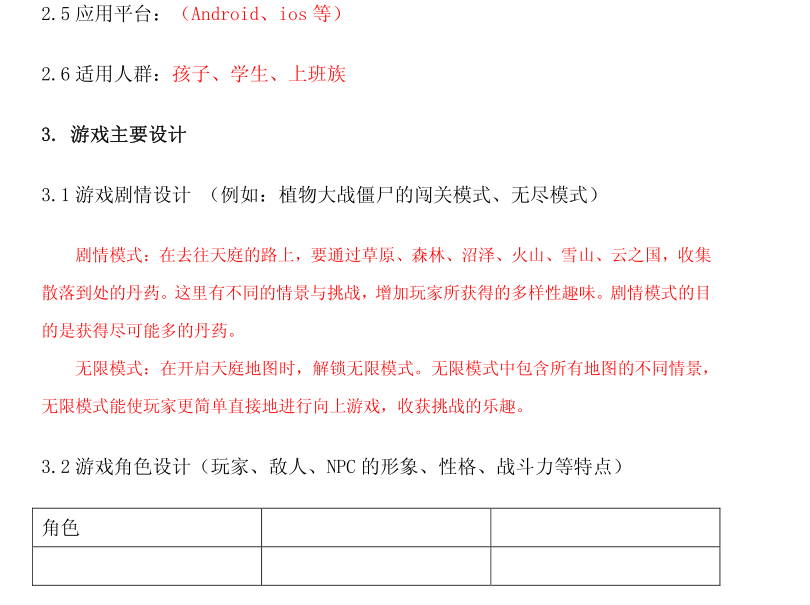 2.5 应用平台：（Android、ios 等）
2.6 适用人群：孩子、学生、上班族
3. 游戏主要设计
3.1 游戏剧情设计 （例如：植物大战僵尸的闯关模式、无尽模式）
剧情模式：在去往天庭的路上，要通过草原、森林、沼泽、火山、雪山、云之国，收集
散落到处的丹药。这里有不同的情景与挑战，增加玩家所获得的多样性趣味。剧情模式的目
的是获得尽可能多的丹药。
无限模式：在开启天庭地图时，解锁无限模式。无限模式中包含所有地图的不同情景，
无限模式能使玩家更简单直接地进行向上游戏，收获挑战的乐趣。
3.2 游戏角色设计（玩家、敌人、NPC 的形象、性格、战斗力等特点）
角色